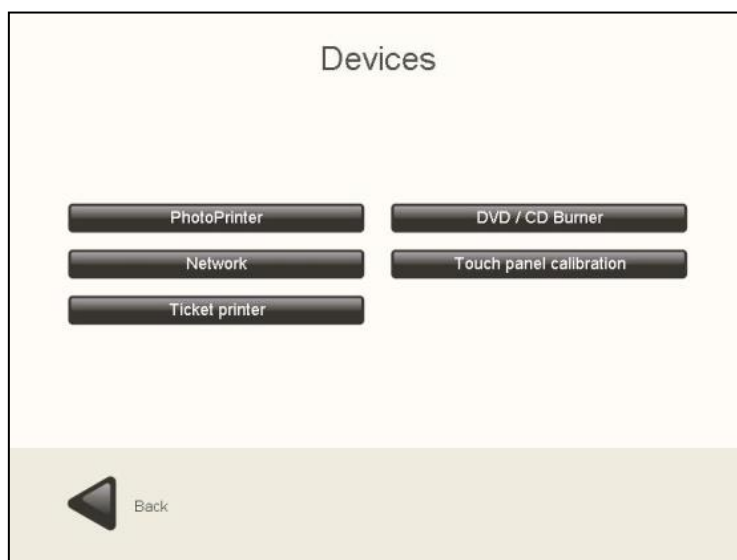 Devices
PhotoPrinter
DVD / CD Burner
Network
Touch panel calibration
Ticket printer
Back